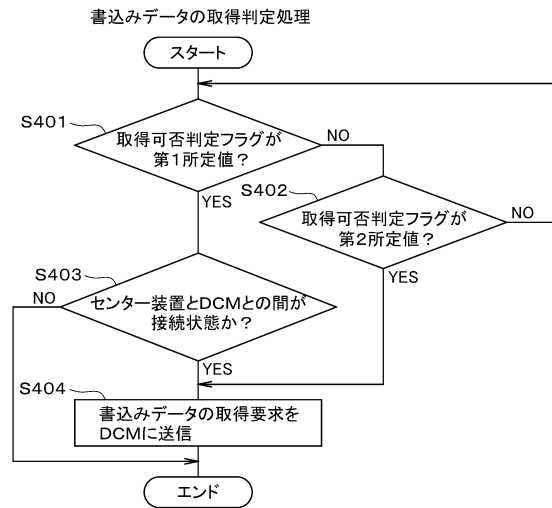 書込みデータの取得判定処理
スタート
S401
取得可否判定フラグが
第1所定値?
NO
YES
S402
取得可否判定フラグが
第2所定値?
NO
YES
S403
センター装置とDCMとの間が
接続状態か?
NO
YES
S404
書込みデータの取得要求を
DCMに送信
エンド